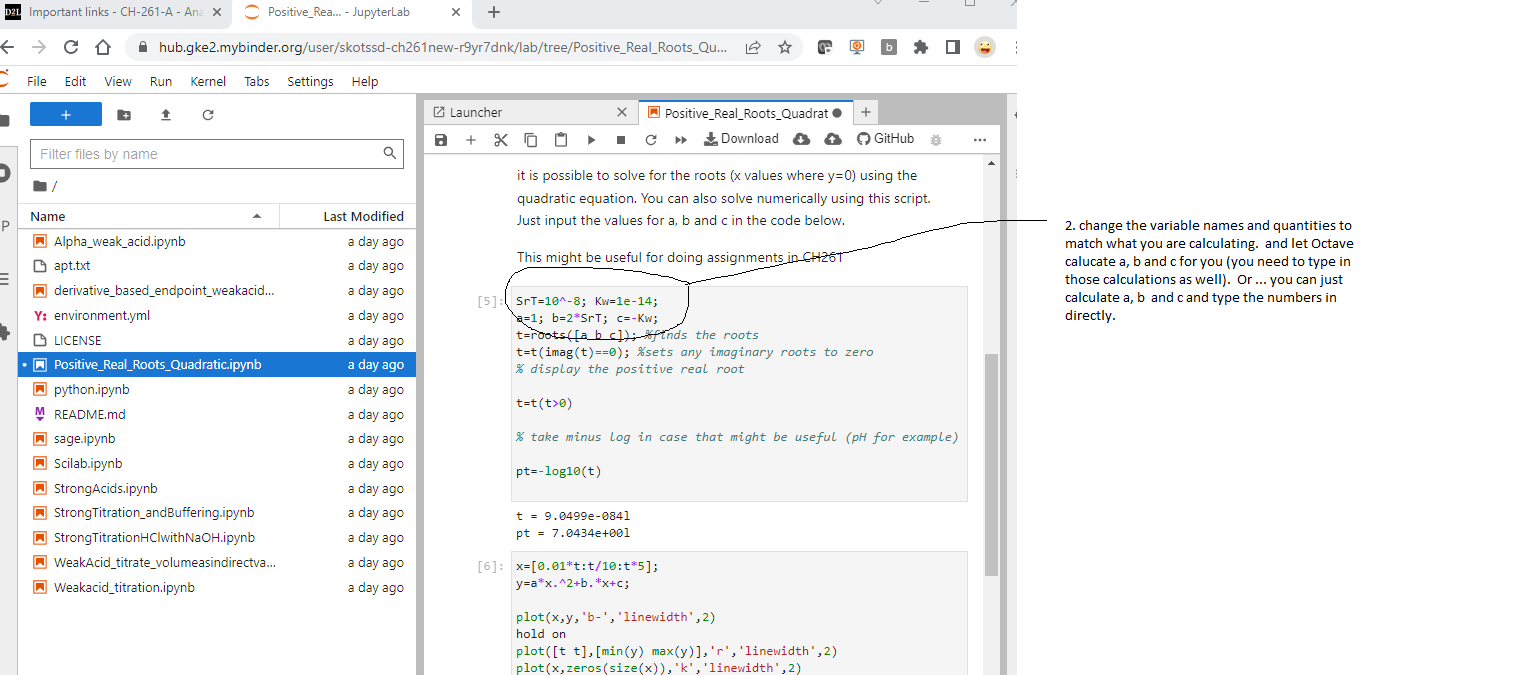 Important links - CH-261-A - Ana
Positive_Rea... - JupyterLab
hub.gke2.mybinder.org/user/skotssd-ch261new-r9yr7dnk/lab/tree/Positive_Real_Roots_Qu...
File Edit View Run Kernel Tabs Settings Help
Launcher
Positive_Real_Roots_Quadrat
Download
GitHub
Filter files by name
/
Name Last Modified
Alpha_weak_acid.ipynb a day ago
apt.txt a day ago
derivative_based_endpoint_weakacid... a day ago
environment.yml a day ago
LICENSE a day ago
Positive_Real_Roots_Quadratic.ipynb a day ago
python.ipynb a day ago
README.md a day ago
sage.ipynb a day ago
Scilab.ipynb a day ago
StrongAcids.ipynb a day ago
StrongTitration_andBuffering.ipynb a day ago
StrongTitrationHClwithNaOH.ipynb a day ago
WeakAcid_titrate_volumeasindirectva... a day ago
Weakacid_titration.ipynb a day ago
it is possible to solve for the roots (x values where y=0) using the
quadratic equation. You can also solve numerically using this script.
Just input the values for a, b and c in the code below.
This might be useful for doing assignments in CH261
[5]:
SrT=10^-8; Kw=1e-14;
a=1; b=2*SrT; c=-Kw;
t=roots([a b c]); %finds the roots
t=t(imag(t)==0); %sets any imaginary roots to zero
% display the positive real root
t=t(t>0)
% take minus log in case that might be useful (pH for example)
pt=-log10(t)
t = 9.0499e-08
pt = 7.0434e+00
[6]:
x=[0.01*t:t/10:t*5];
y=a*x.^2+b.*x+c;
plot(x,y,'b-','linewidth',2)
hold on
plot([t t],[min(y) max(y)],'r','linewidth',2)
plot(x,zeros(size(x)),'k','linewidth',2)
2. change the variable names and quantities to
match what you are calculating. and let Octave
calucate a, b and c for you (you need to type in
those calculations as well). Or ... you can just
calculate a, b and c and type the numbers in
directly.